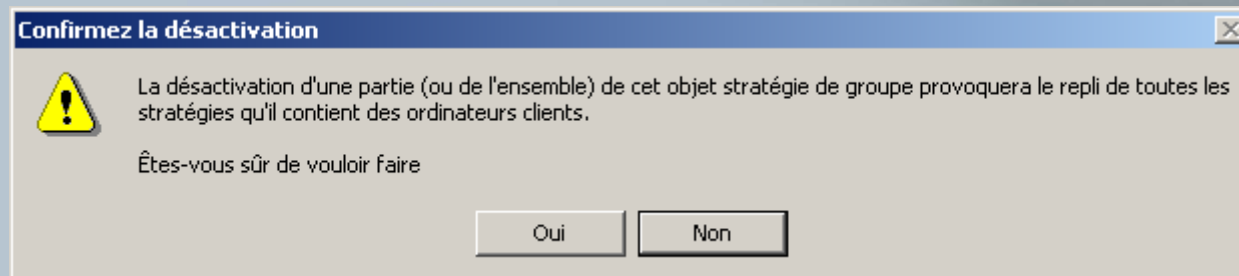 Confirmez la désactivation
La désactivation d'une partie (ou de l'ensemble) de cet objet stratégie de groupe provoquera le repli de toutes les
stratégies qu'il contient des ordinateurs clients.
Êtes-vous sûr de vouloir faire
Oui
Non